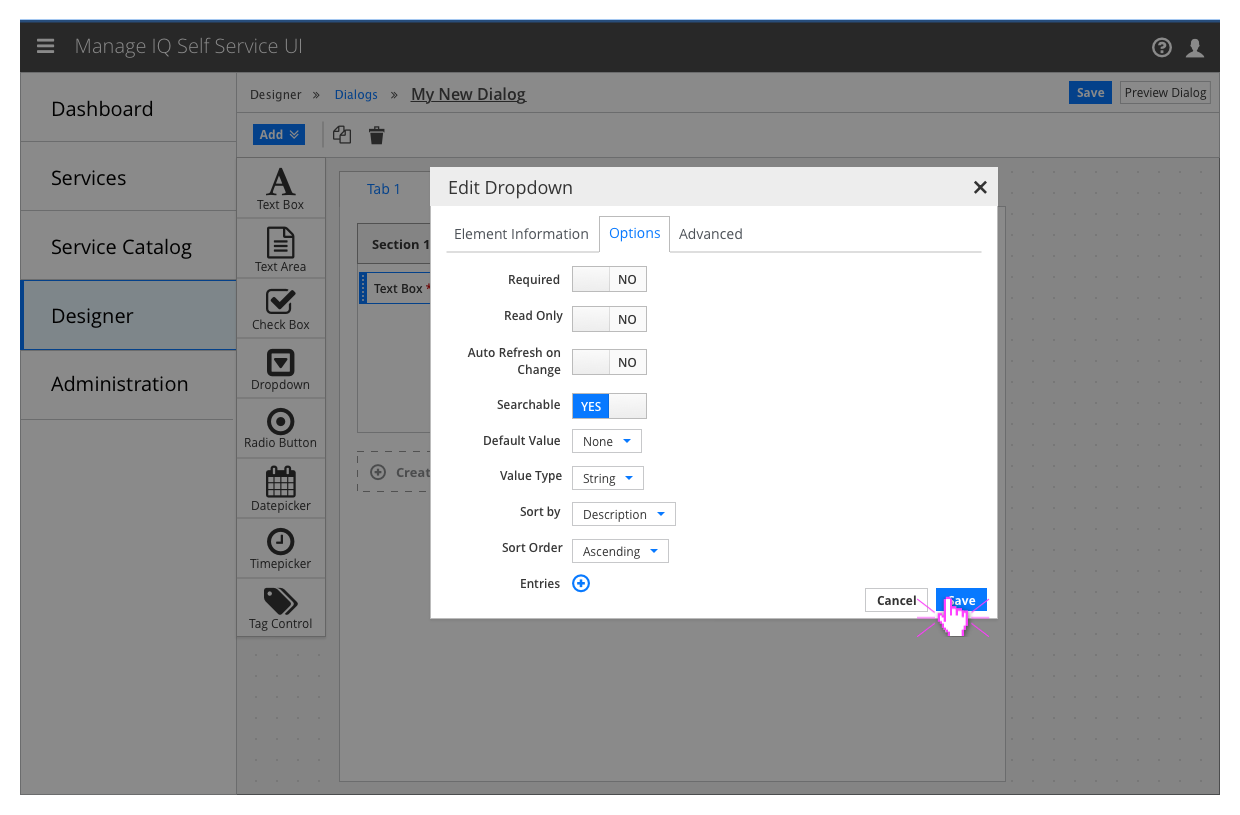 Manage IQ Self Service UI
Dashboard
Services
Service Catalog
Designer
Administration
Designer » Dialogs » My New Dialog
Save
Preview Dialog
Add
Text Box
Text Area
Check Box
Dropdown
Radio Button
Datepicker
Timepicker
Tag Control
Tab 1
Section 1
Text Box *
Creat
Edit Dropdown
Element Information
Options
Advanced
Required
NO
Read Only
NO
Auto Refresh on
Change
NO
Searchable
YES
Default Value
None
Value Type
String
Sort by
Description
Sort Order
Ascending
Entries
Cancel
Save